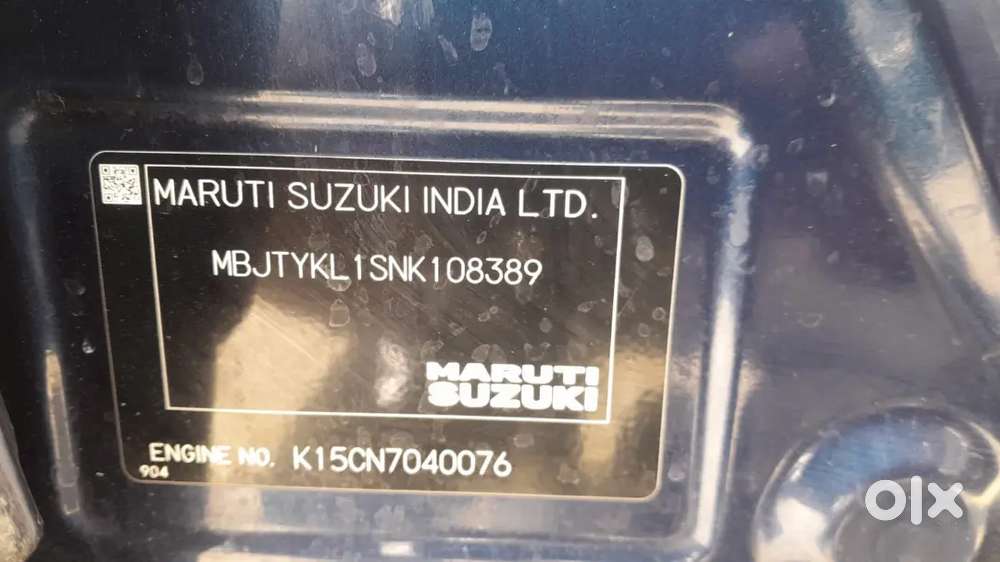 MARUTI SUZUKI INDIA LTD.
MBJTYKL1SNK108389
MARUTI
SUZUKI
ENGINE NO. K15CN7040076
904
olx